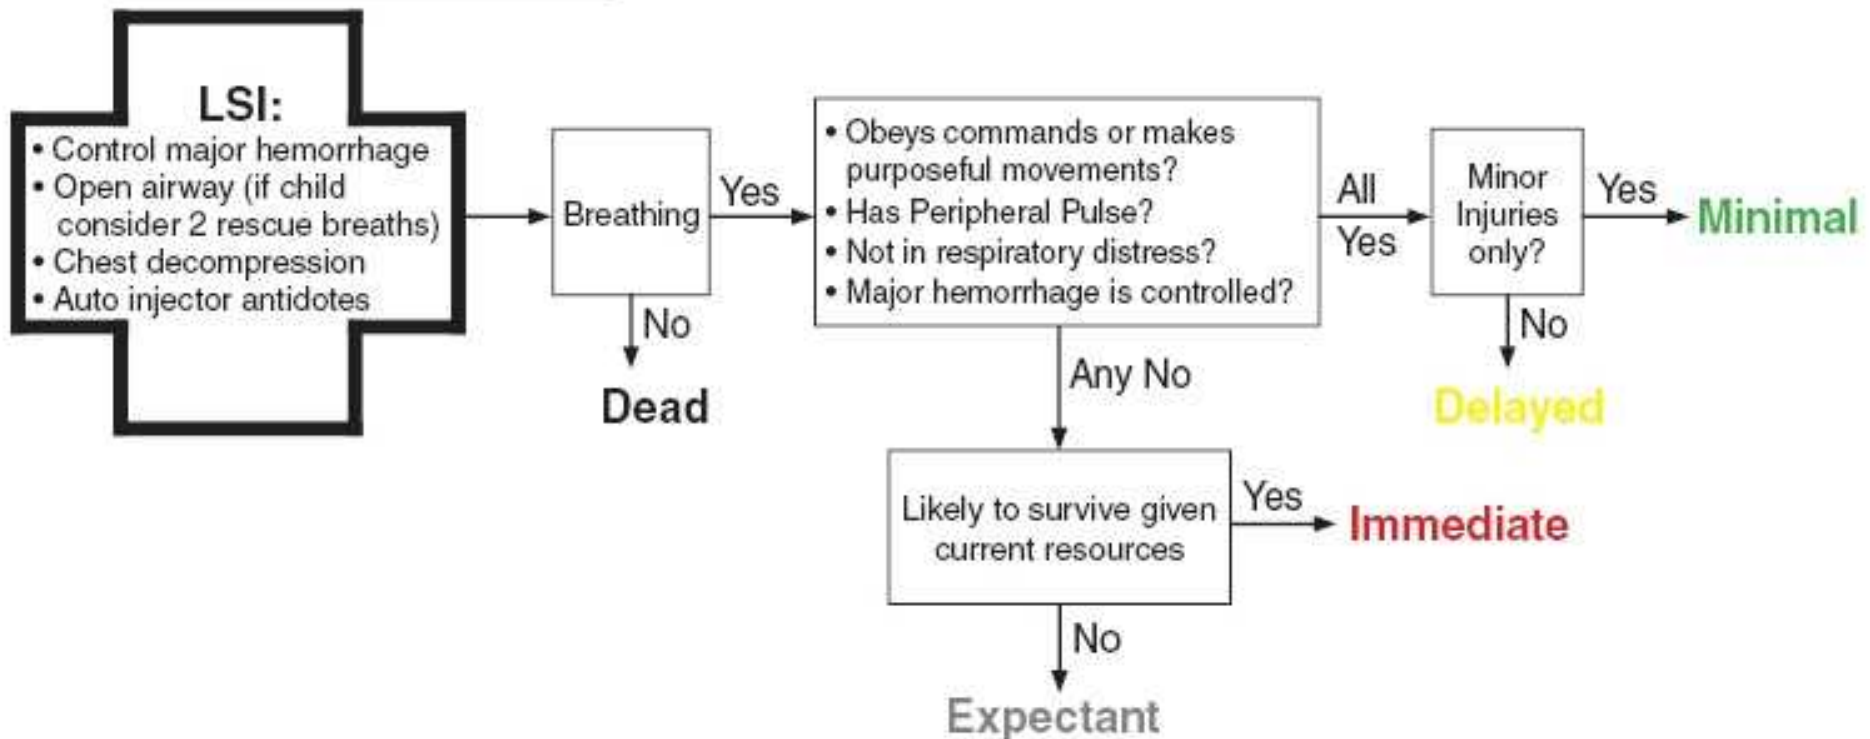 LSI:
• Control major hemorrhage
• Open airway (if child
consider 2 rescue breaths)
• Chest decompression
• Auto injector antidotes
Breathing
Yes
No
Dead
• Obeys commands or makes
purposeful movements?
• Has Peripheral Pulse?
• Not in respiratory distress?
• Major hemorrhage is controlled?
All
Yes
Minor
Injuries
only?
Yes
Minimal
No
Delayed
Any No
Likely to survive given
current resources
Yes
Immediate
No
Expectant